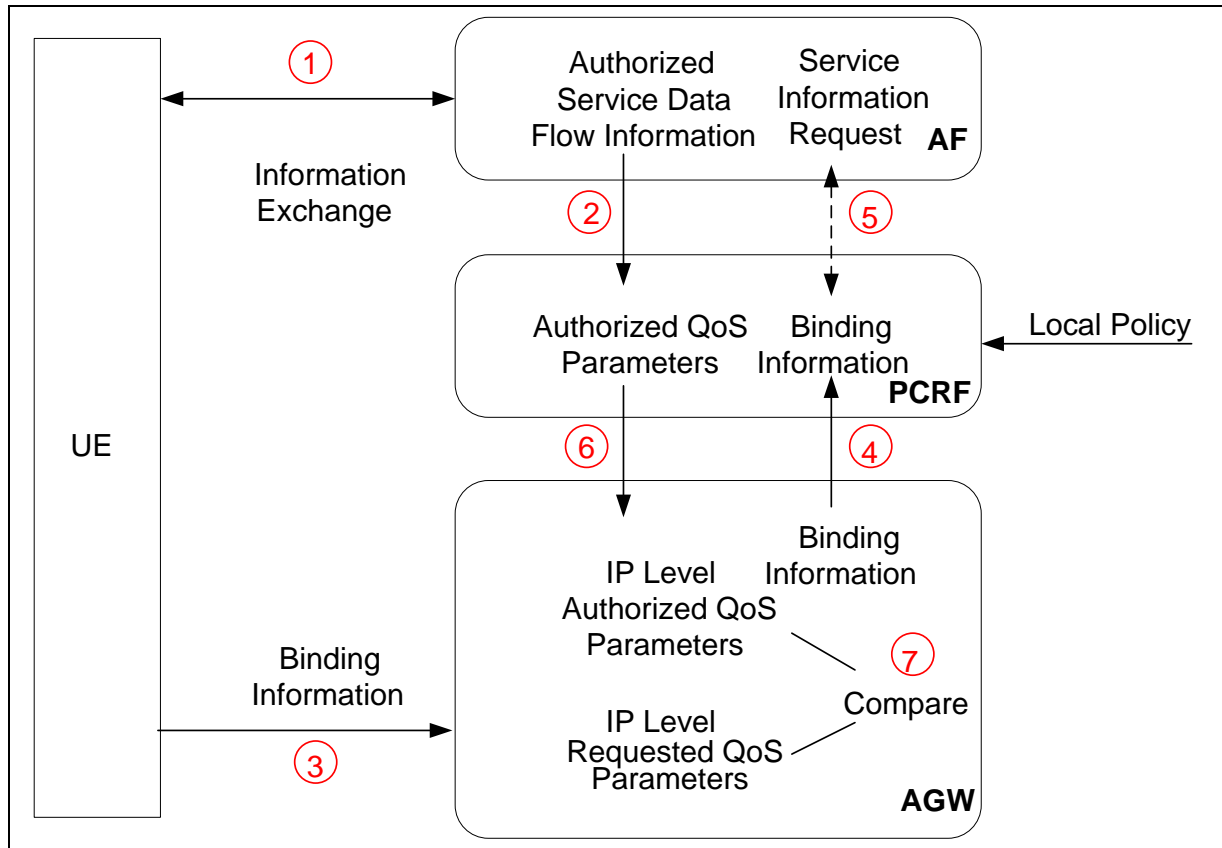 1
Authorized
Service Data
Flow Information
Service
Information
Request
AF
Information
Exchange
2
5
Authorized QoS
Parameters
Binding
Information
PCRF
Local Policy
UE
6
4
Binding
Information
IP Level
Authorized QoS
Parameters
7
Compare
Binding
Information
3
IP Level
Requested QoS
Parameters
AGW